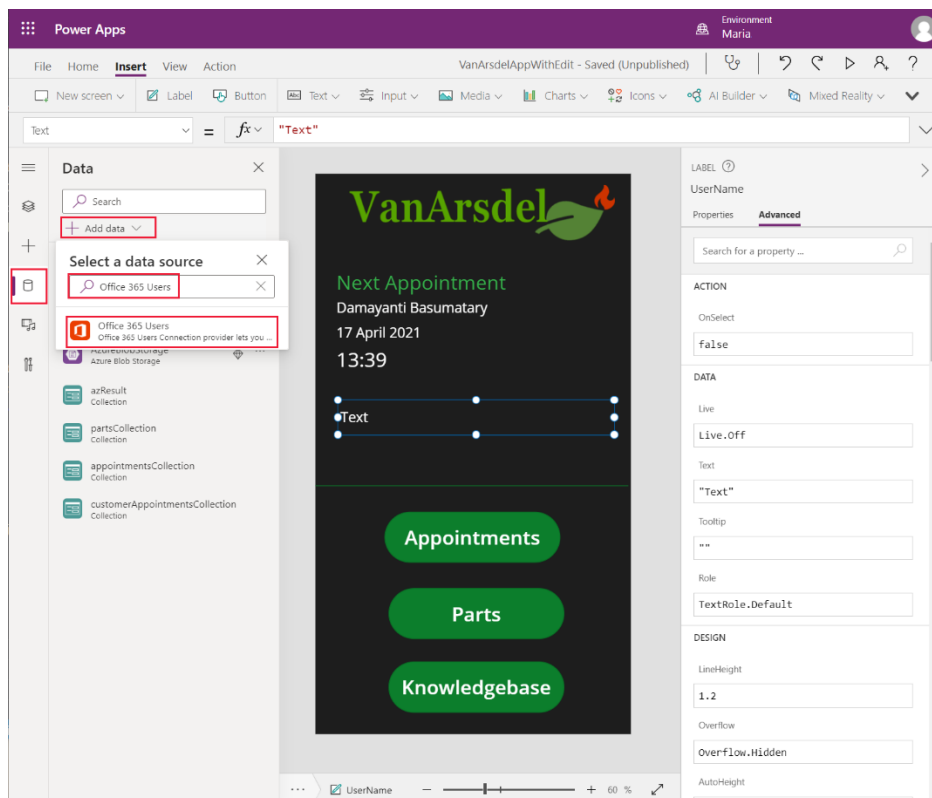 Power Apps
Environment
Maria
File Home Insert View Action
VanArsdelAppWithEdit - Saved (Unpublished)
New screen Label Button Text Input Media Charts Icons AI Builder Mixed Reality
Text = fx "Text"
Data
Search
Add data
Select a data source
Office 365 Users
Office 365 Users
Office 365 Users Connection provider lets you ...
AzureBlobStorage
Azure Blob Storage
azResult
Collection
partsCollection
Collection
appointmentsCollection
Collection
customerAppointmentsCollection
Collection
VanArsdel
Next Appointment
Damayanti Basumatary
17 April 2021
13:39
Text
Appointments
Parts
Knowledgebase
UserName
60 %
LABEL
UserName
Properties Advanced
Search for a property ...
ACTION
OnSelect
false
DATA
Live
Live.Off
Text
"Text"
Tooltip
""
Role
TextRole.Default
DESIGN
LineHeight
1.2
Overflow
Overflow.Hidden
AutoHeight